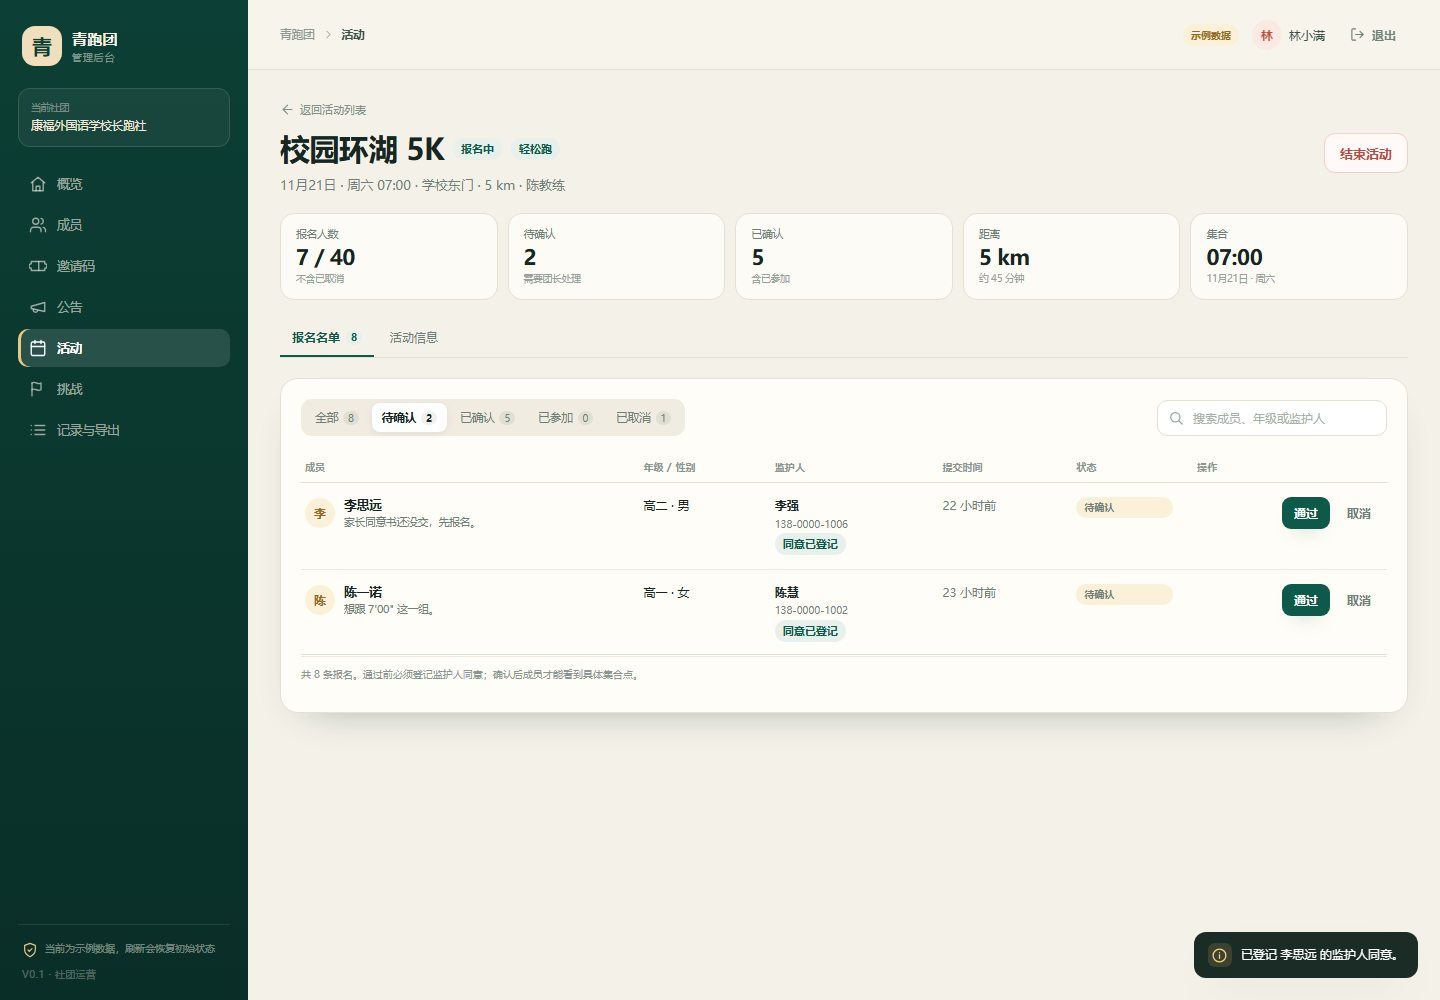 青
青跑团
管理后台
当前社团
康福外国语学校长跑社
概览
成员
邀请码
公告
活动
挑战
记录与导出
当前为示例数据，刷新会恢复初始状态
V0.1 · 社团运营
青跑团 > 活动
示例数据
林 林小满
退出
返回活动列表
校园环湖 5K 报名中 轻松跑
11月21日 · 周六 07:00 · 学校东门 · 5 km · 陈教练
结束活动
报名人数
7 / 40
不含已取消
待确认
2
需要团长处理
已确认
5
含已参加
距离
5 km
约 45 分钟
集合
07:00
11月21日 · 周六
报名名单 8 活动信息
全部 8 待确认 2 已确认 5 已参加 0 已取消 1
搜索成员、年级或监护人
成员 年级 / 性别 监护人 提交时间 状态 操作
李 李思远 高二 · 男 李强 22 小时前 待确认 通过 取消
家长同意书还没交，先报名。
138-0000-1006
同意已登记
陈 陈一诺 高一 · 女 陈慧 23 小时前 待确认 通过 取消
想跟 7'00" 这一组。
138-0000-1002
同意已登记
共 8 条报名。通过前必须登记监护人同意；确认后成员才能看到具体集合点。
已登记 李思远 的监护人同意。